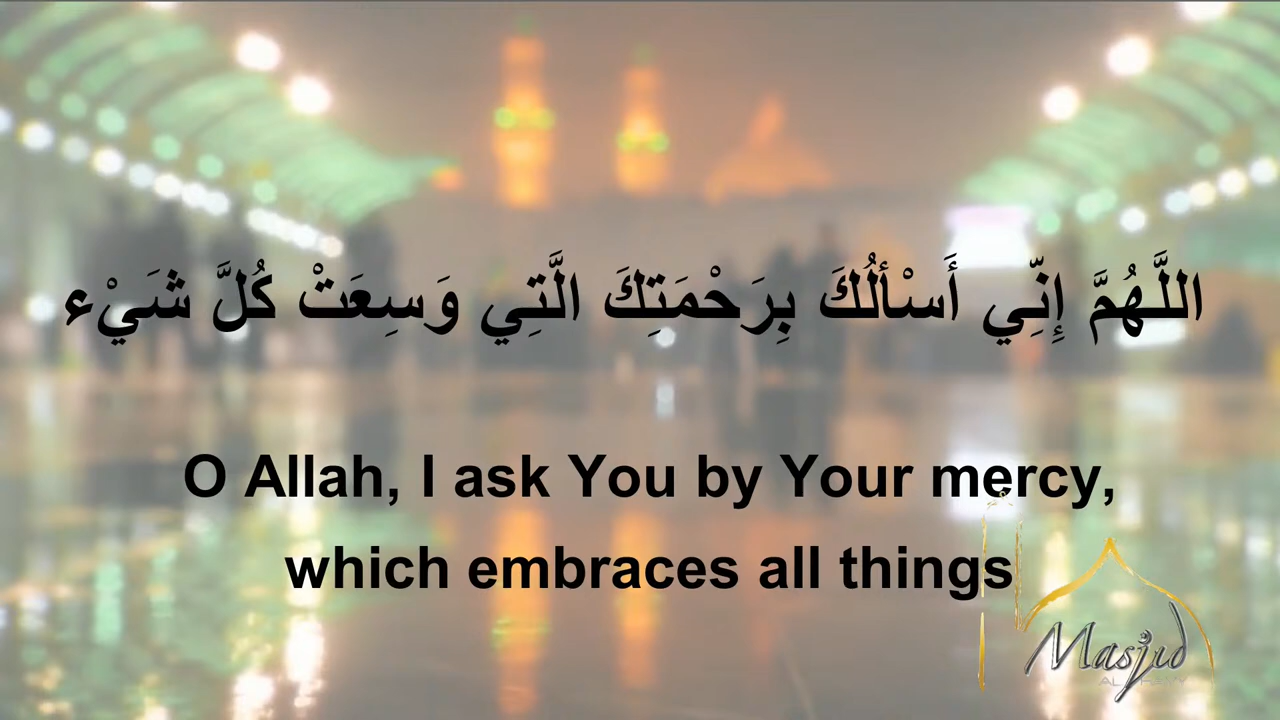 اللَّهُمَّ إِنِّي أَسْأَلُكَ بِرَحْمَتِكَ الَّتِي وَسِعَتْ كُلَّ شَيْء
O Allah, I ask You by Your mercy,
which embraces all things
Masjid